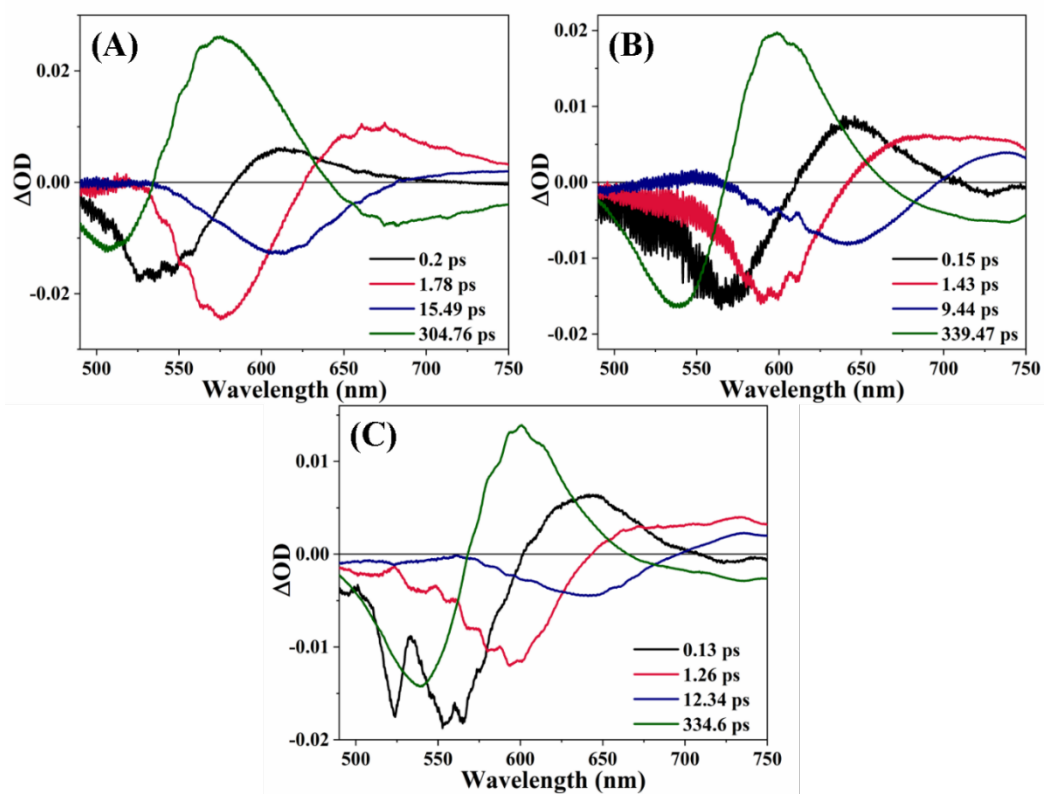 (A)
ΔOD
0.02
0.00
-0.02
0.2 ps
1.78 ps
15.49 ps
304.76 ps
500 550 600 650 700 750
Wavelength (nm)
(B)
ΔOD
0.02
0.01
0.00
-0.01
-0.02
0.15 ps
1.43 ps
9.44 ps
339.47 ps
500 550 600 650 700 750
Wavelength (nm)
(C)
ΔOD
0.01
0.00
-0.01
-0.02
0.13 ps
1.26 ps
12.34 ps
334.6 ps
500 550 600 650 700 750
Wavelength (nm)